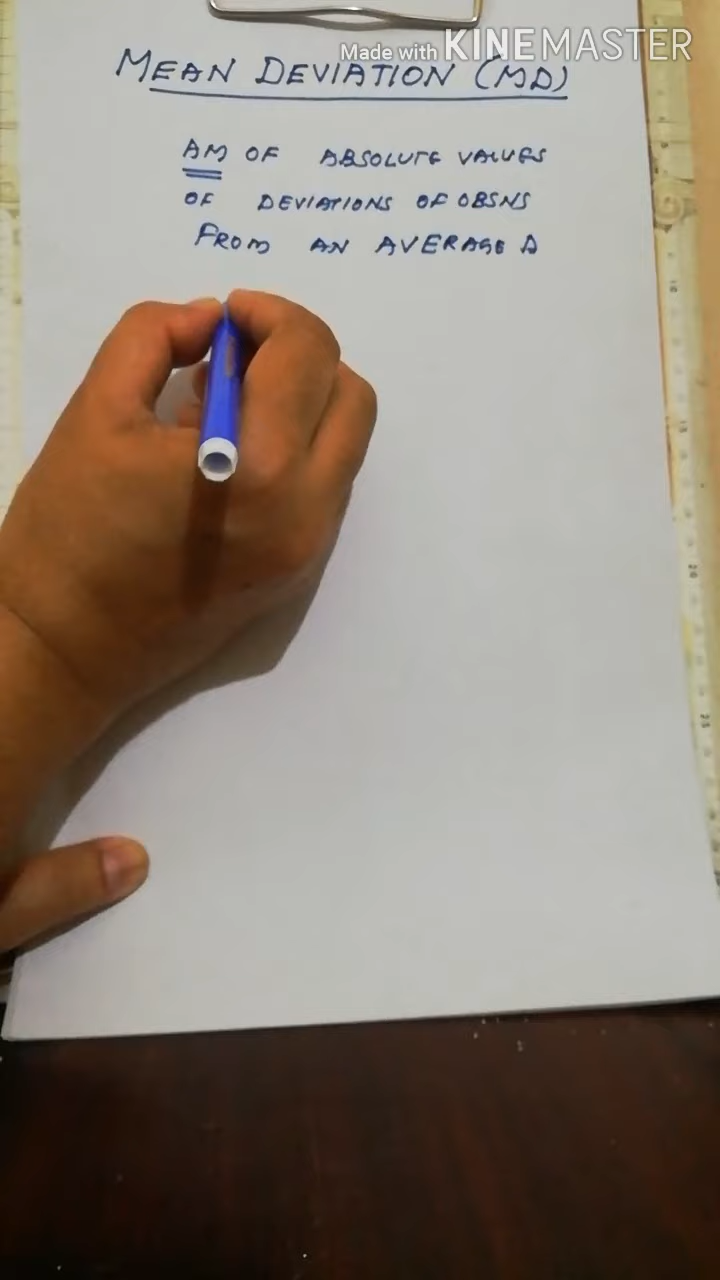 Made with KINEMASTER
MEAN DEVIATION (MD)
AM OF ABSOLUTE VALUES
OF DEVIATIONS OF OBSNS
FROM AN AVERAGE A